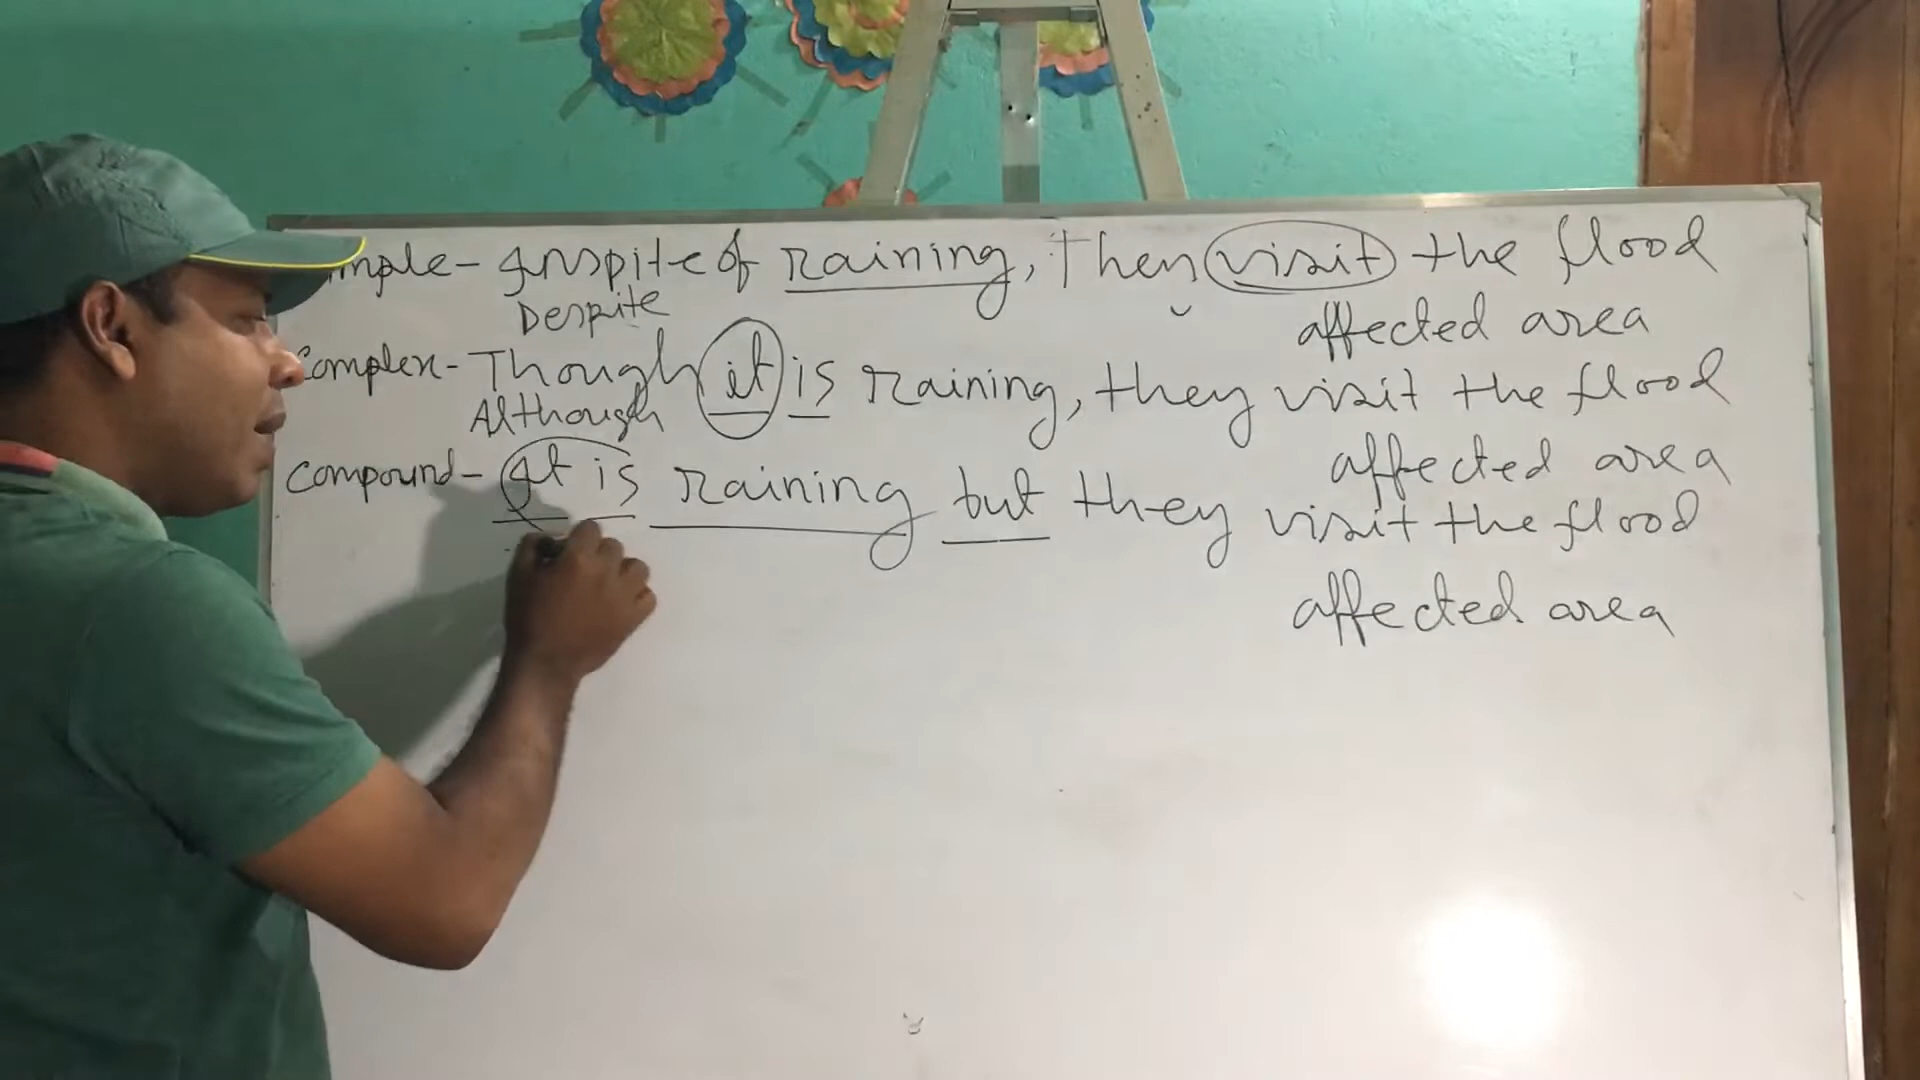 mple- Inspite of raining, They visit the flood
Despite
affected area
Complex- Though it is raining, they visit the flood
Although
affected area
Compound- It is raining but they visit the flood
affected area